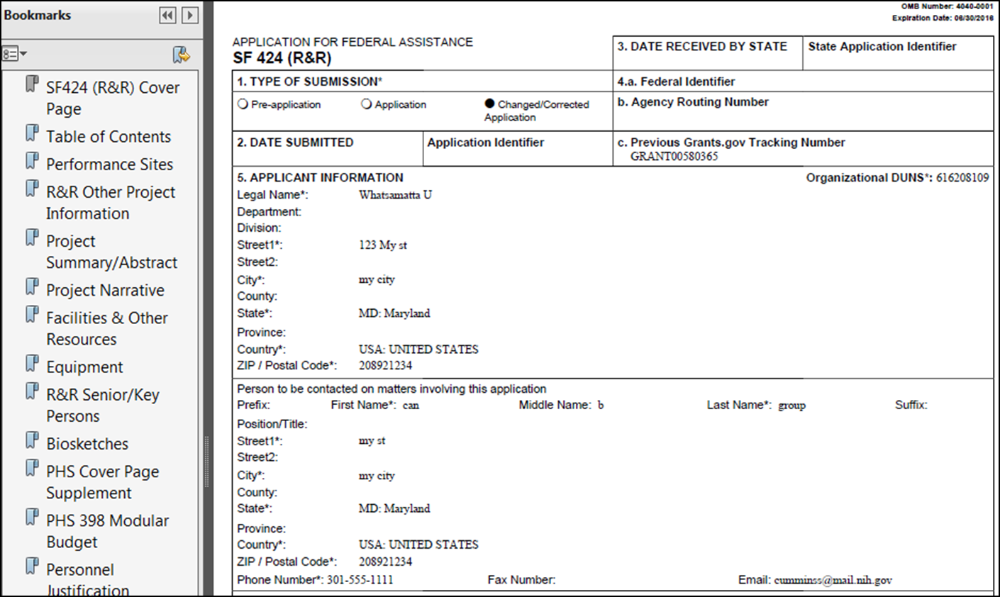 Bookmarks
SF424 (R&R) Cover
Page
Table of Contents
Performance Sites
R&R Other Project
Information
Project
Summary/Abstract
Project Narrative
Facilities & Other
Resources
Equipment
R&R Senior/Key
Persons
Biosketches
PHS Cover Page
Supplement
PHS 398 Modular
Budget
Personnel
Justification
OMB Number: 4040-0001
Expiration Date: 06/30/2016
APPLICATION FOR FEDERAL ASSISTANCE
SF 424 (R&R)
3. DATE RECEIVED BY STATE State Application Identifier
1. TYPE OF SUBMISSION* 4.a. Federal Identifier
Pre-application Application Changed/Corrected
Application
b. Agency Routing Number
2. DATE SUBMITTED Application Identifier c. Previous Grants.gov Tracking Number
GRANT00580365
5. APPLICANT INFORMATION Organizational DUNS*: 616208109
Legal Name*: Whatsamatta U
Department:
Division:
Street1*: 123 My st
Street2:
City*: my city
County:
State*: MD: Maryland
Province:
Country*: USA: UNITED STATES
ZIP / Postal Code*: 208921234
Person to be contacted on matters involving this application
Prefix: First Name*: can Middle Name: b Last Name*: group Suffix:
Position/Title:
Street1*: my st
Street2:
City*: my city
County:
State*: MD: Maryland
Province:
Country*: USA: UNITED STATES
ZIP / Postal Code*: 208921234
Phone Number*: 301-555-1111 Fax Number: Email: cumminss@mail.nih.gov